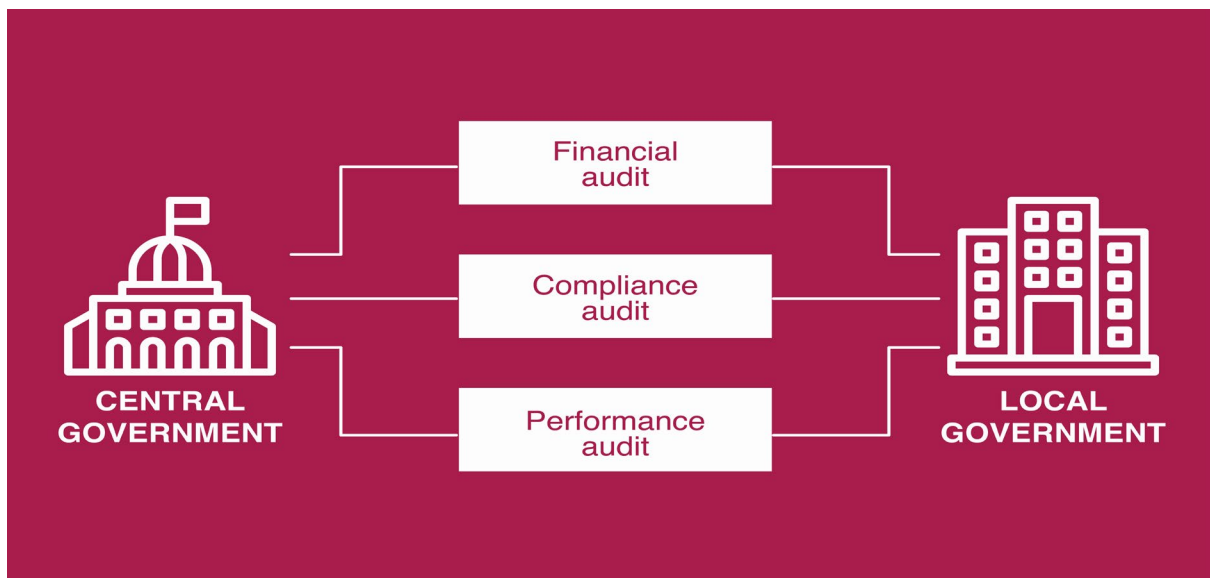 Financial
audit
Compliance
audit
Performance
audit
CENTRAL
GOVERNMENT
LOCAL
GOVERNMENT